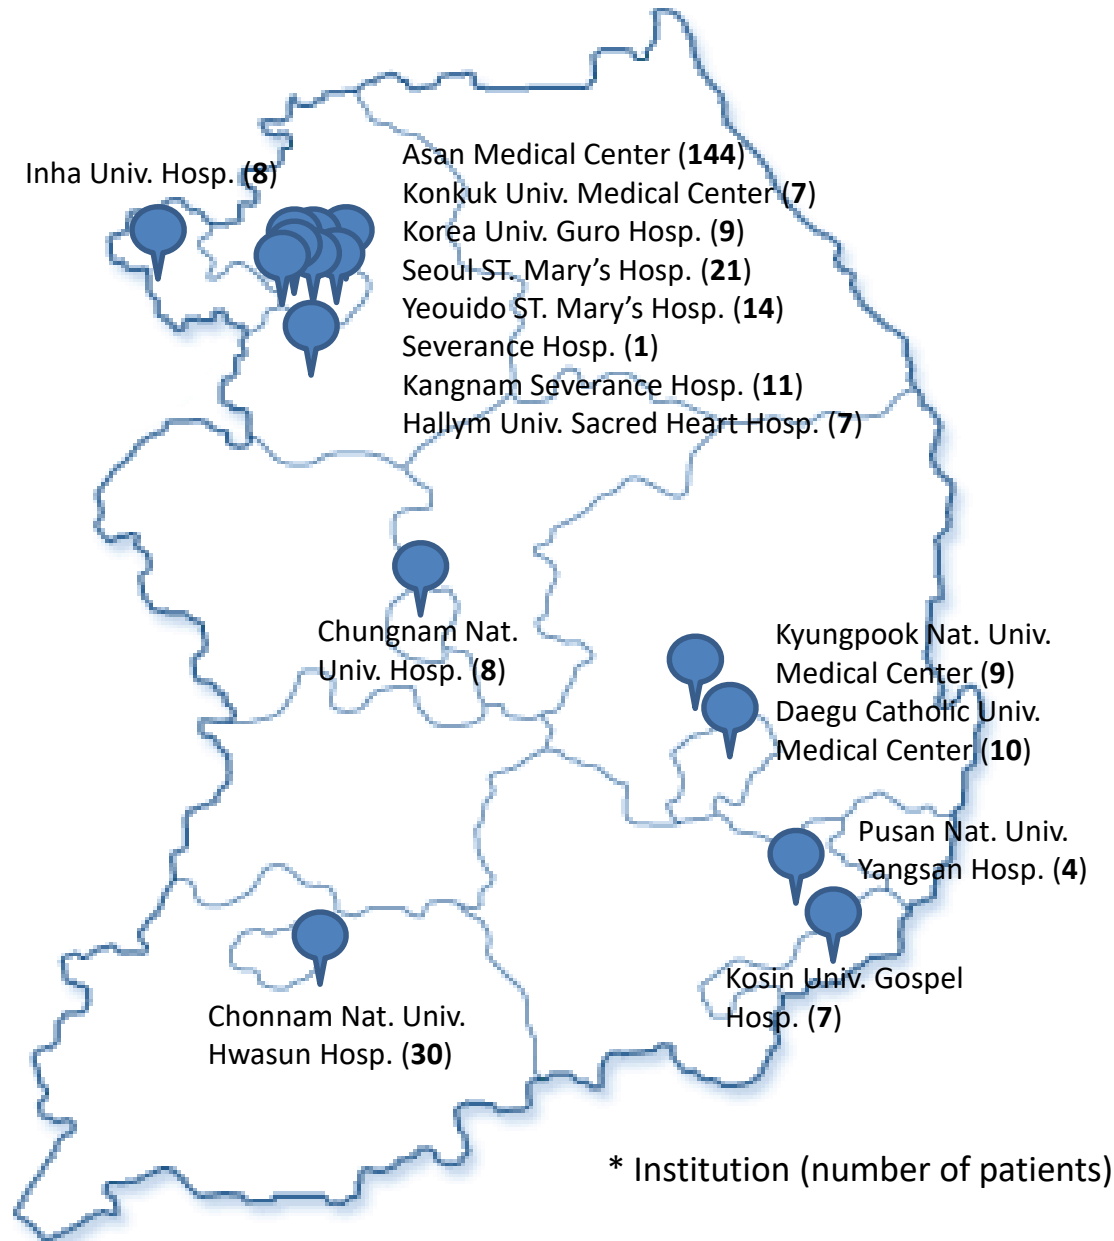 Inha Univ. Hosp. (8)
Asan Medical Center (144)
Konkuk Univ. Medical Center (7)
Korea Univ. Guro Hosp. (9)
Seoul ST. Mary's Hosp. (21)
Yeouido ST. Mary's Hosp. (14)
Severance Hosp. (1)
Kangnam Severance Hosp. (11)
Hallym Univ. Sacred Heart Hosp. (7)
Chungnam Nat.
Univ. Hosp. (8)
Kyungpook Nat. Univ.
Medical Center (9)
Daegu Catholic Univ.
Medical Center (10)
Pusan Nat. Univ.
Yangsan Hosp. (4)
Kosin Univ. Gospel
Hosp. (7)
Chonnam Nat. Univ.
Hwasun Hosp. (30)
* Institution (number of patients)